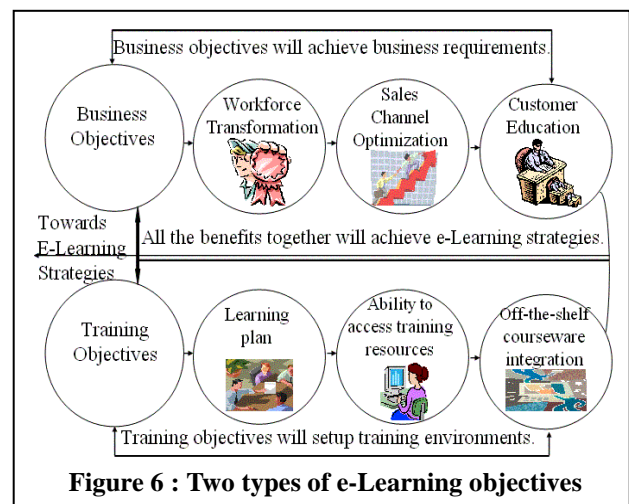 Business objectives will achieve business requirements.
Business
Objectives
Workforce
Transformation
Sales
Channel
Optimization
Customer
Education
Towards
E-Learning
Strategies
All the benefits together will achieve e-Learning strategies.
Training
Objectives
Learning
plan
Ability to
access training
resources
Off-the-shelf
courseware
integration
Training objectives will setup training environments.
Figure 6 : Two types of e-Learning objectives